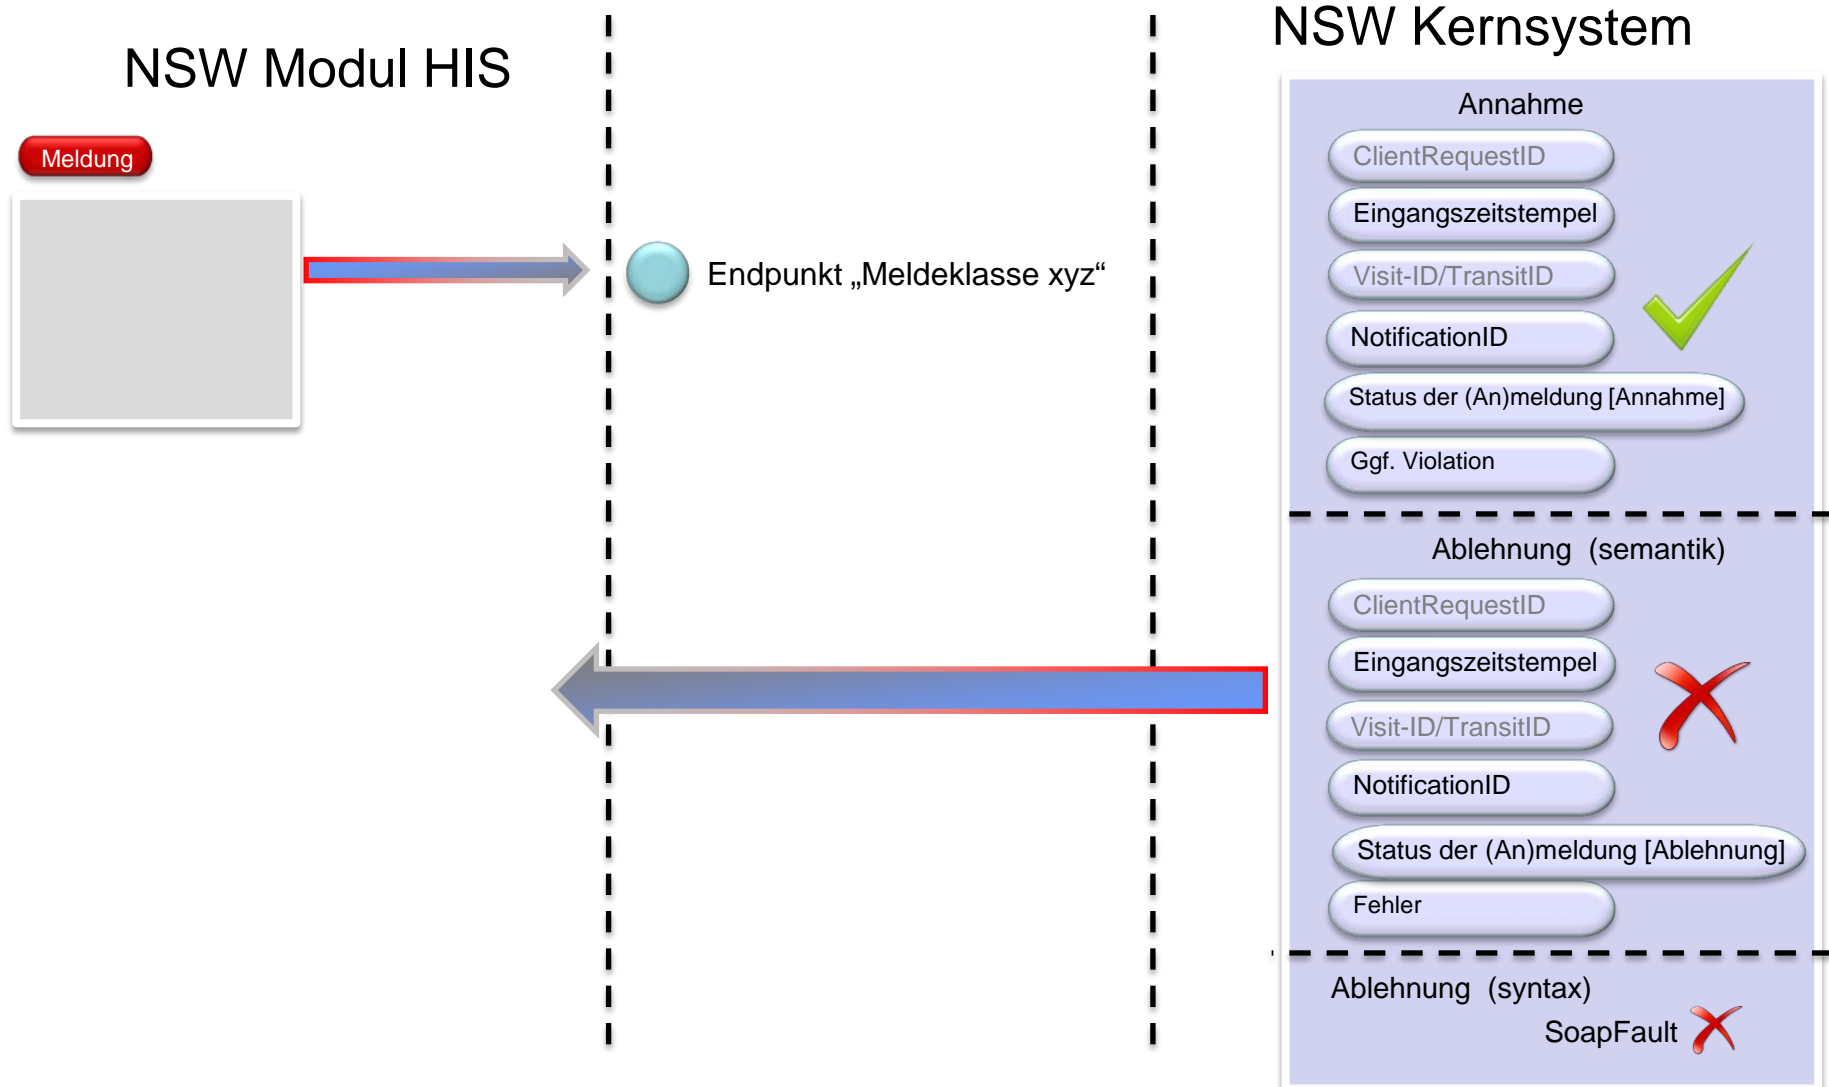 NSW Modul HIS
NSW Kernsystem
Meldung
Endpunkt „Meldeklasse xyz“
Annahme
ClientRequestID
Eingangszeitstempel
Visit-ID/TransitID
NotificationID
Status der (An)meldung [Annahme]
Ggf. Violation
Ablehnung (semantik)
ClientRequestID
Eingangszeitstempel
Visit-ID/TransitID
NotificationID
Status der (An)meldung [Ablehnung]
Fehler
Ablehnung (syntax)
SoapFault